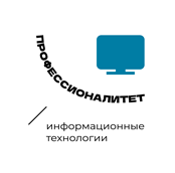 ПРОФЕССИОНАЛИТЕТ
информационные
технологии